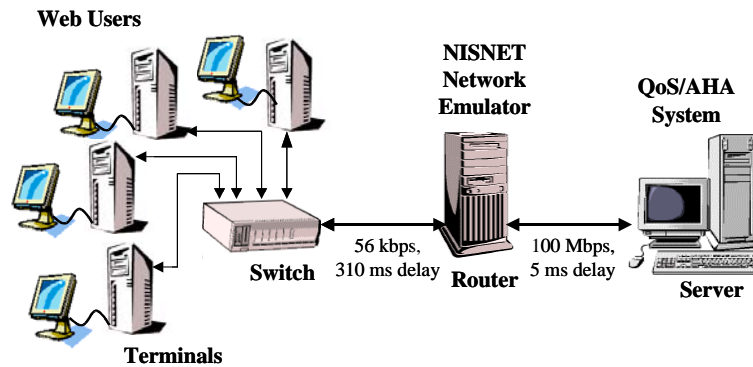 Web Users
NISNET
Network
Emulator
QoS/AHA
System
56 kbps,
310 ms delay
100 Mbps,
5 ms delay
Switch
Router
Server
Terminals